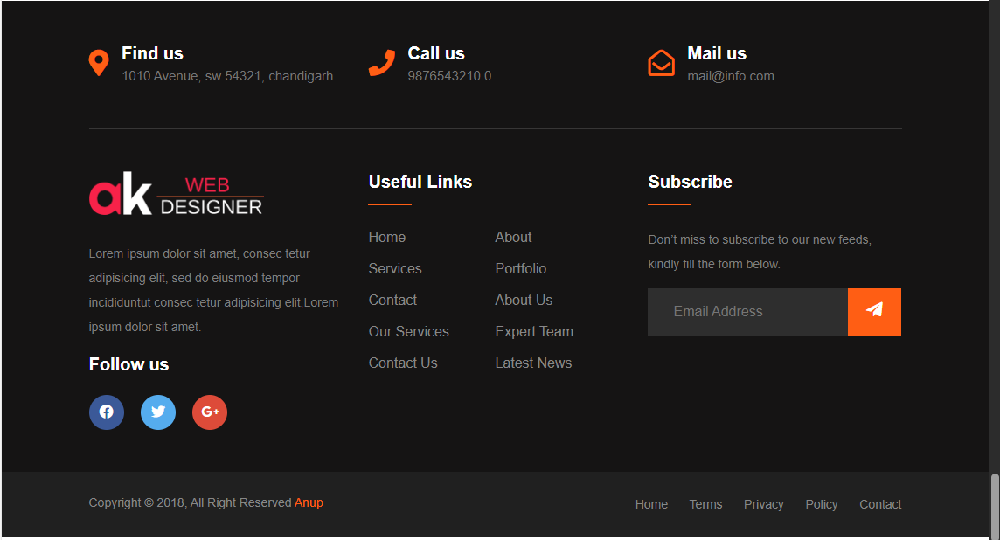 Find us
1010 Avenue, sw 54321, chandigarh
Call us
9876543210 0
Mail us
mail@info.com
ak WEB
DESIGNER
Lorem ipsum dolor sit amet, consec tetur
adipisicing elit, sed do eiusmod tempor
incididuntut consec tetur adipisicing elit,Lorem
ipsum dolor sit amet.
Follow us
G+
Useful Links
Home About
Services Portfolio
Contact About Us
Our Services Expert Team
Contact Us Latest News
Subscribe
Don’t miss to subscribe to our new feeds,
kindly fill the form below.
Email Address
Copyright © 2018, All Right Reserved Anup
Home Terms Privacy Policy Contact